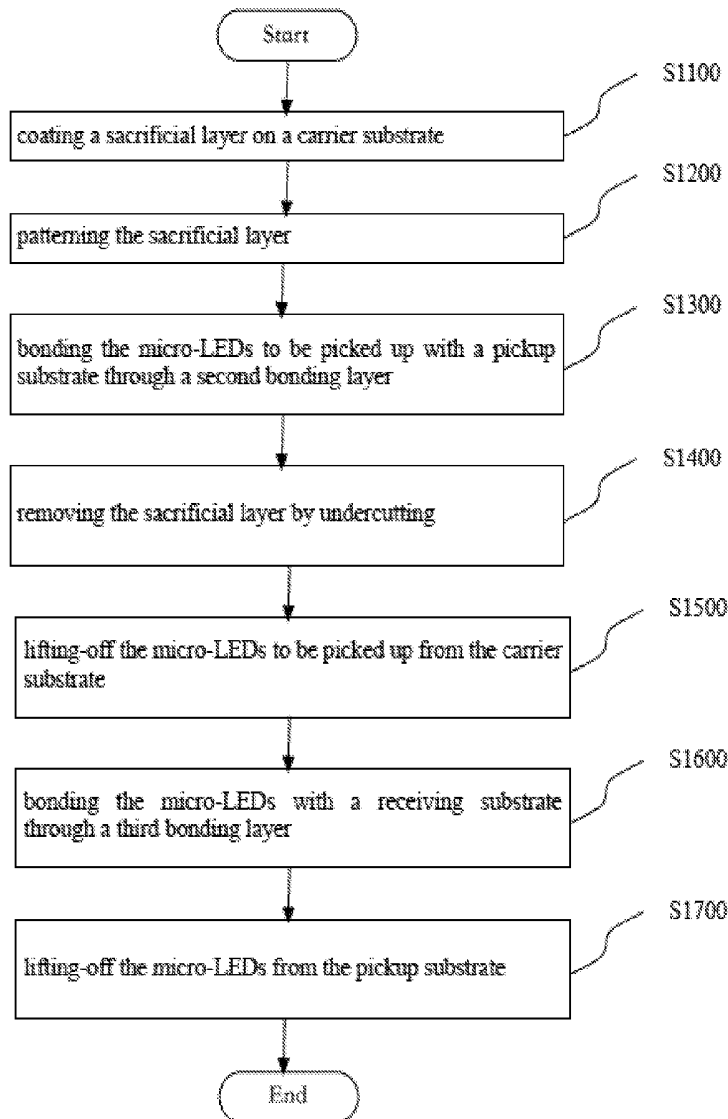 Start
S1100
coating a sacrificial layer on a carrier substrate
S1200
patterning the sacrificial layer
S1300
bonding the micro-LEDs to be picked up with a pickup
substrate through a second bonding layer
S1400
removing the sacrificial layer by undercutting
S1500
lifting-off the micro-LEDs to be picked up from the carrier
substrate
S1600
bonding the micro-LEDs with a receiving substrate
through a third bonding layer
S1700
lifting-off the micro-LEDs from the pickup substrate
End